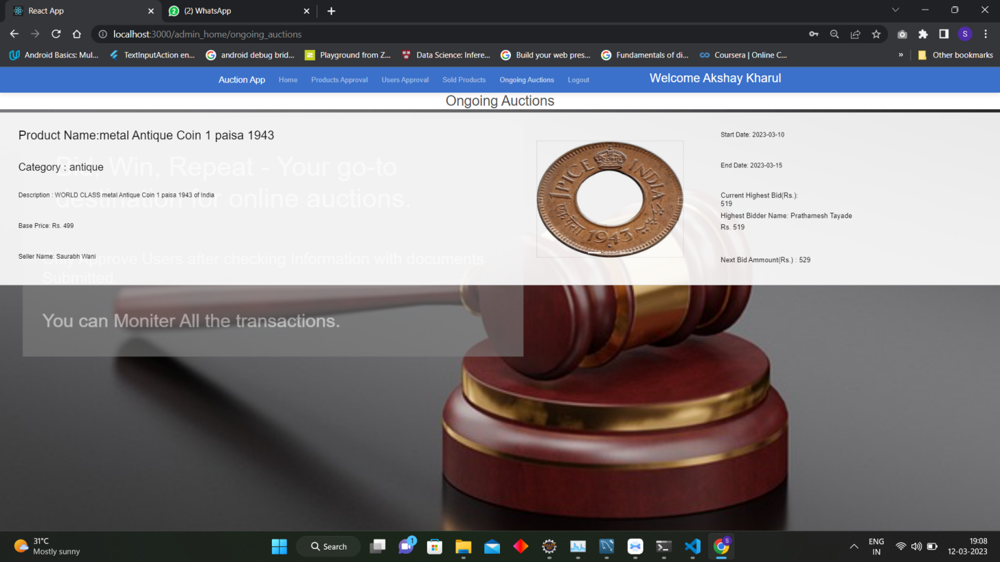 React App
(2) WhatsApp
localhost:3000/admin_home/ongoing_auctions
S
Android Basics: Mul...
TextInputAction en...
android debug brid...
Playground from Z...
Data Science: Infere...
Build your web pres...
Fundamentals of di...
Coursera | Online C...
»
Other bookmarks
Auction App
Home
Products Approval
Users Approval
Sold Products
Ongoing Auctions
Logout
Welcome Akshay Kharul
Ongoing Auctions
Product Name:metal Antique Coin 1 paisa 1943
Category : antique
Bid, Win, Repeat - Your go-to
destination for online auctions.
Description : WORLD CLASS metal Antique Coin 1 paisa 1943 of India
Base Price: Rs. 499
Seller Name: Saurabh Wani
Only Approve Users after checking Information with documents
Submitted.
You can Moniter All the transactions.
1 PICE INDIA
1943
Start Date: 2023-03-10
End Date: 2023-03-15
Current Highest Bid(Rs.):
519
Highest Bidder Name: Prathamesh Tayade
Rs. 519
Next Bid Ammount(Rs.) : 529
31°C
Mostly sunny
Search
1
S
ENG
IN
19:08
12-03-2023